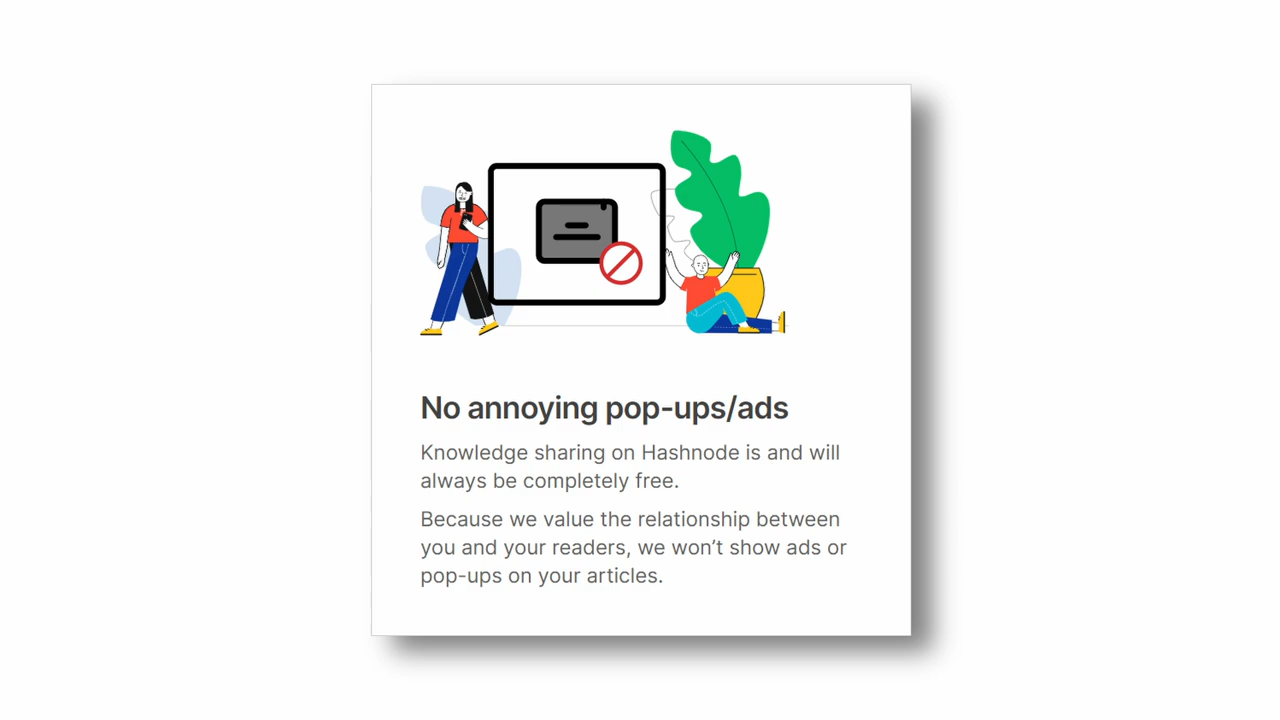 No annoying pop-ups/ads
Knowledge sharing on Hashnode is and will
always be completely free.
Because we value the relationship between
you and your readers, we won’t show ads or
pop-ups on your articles.